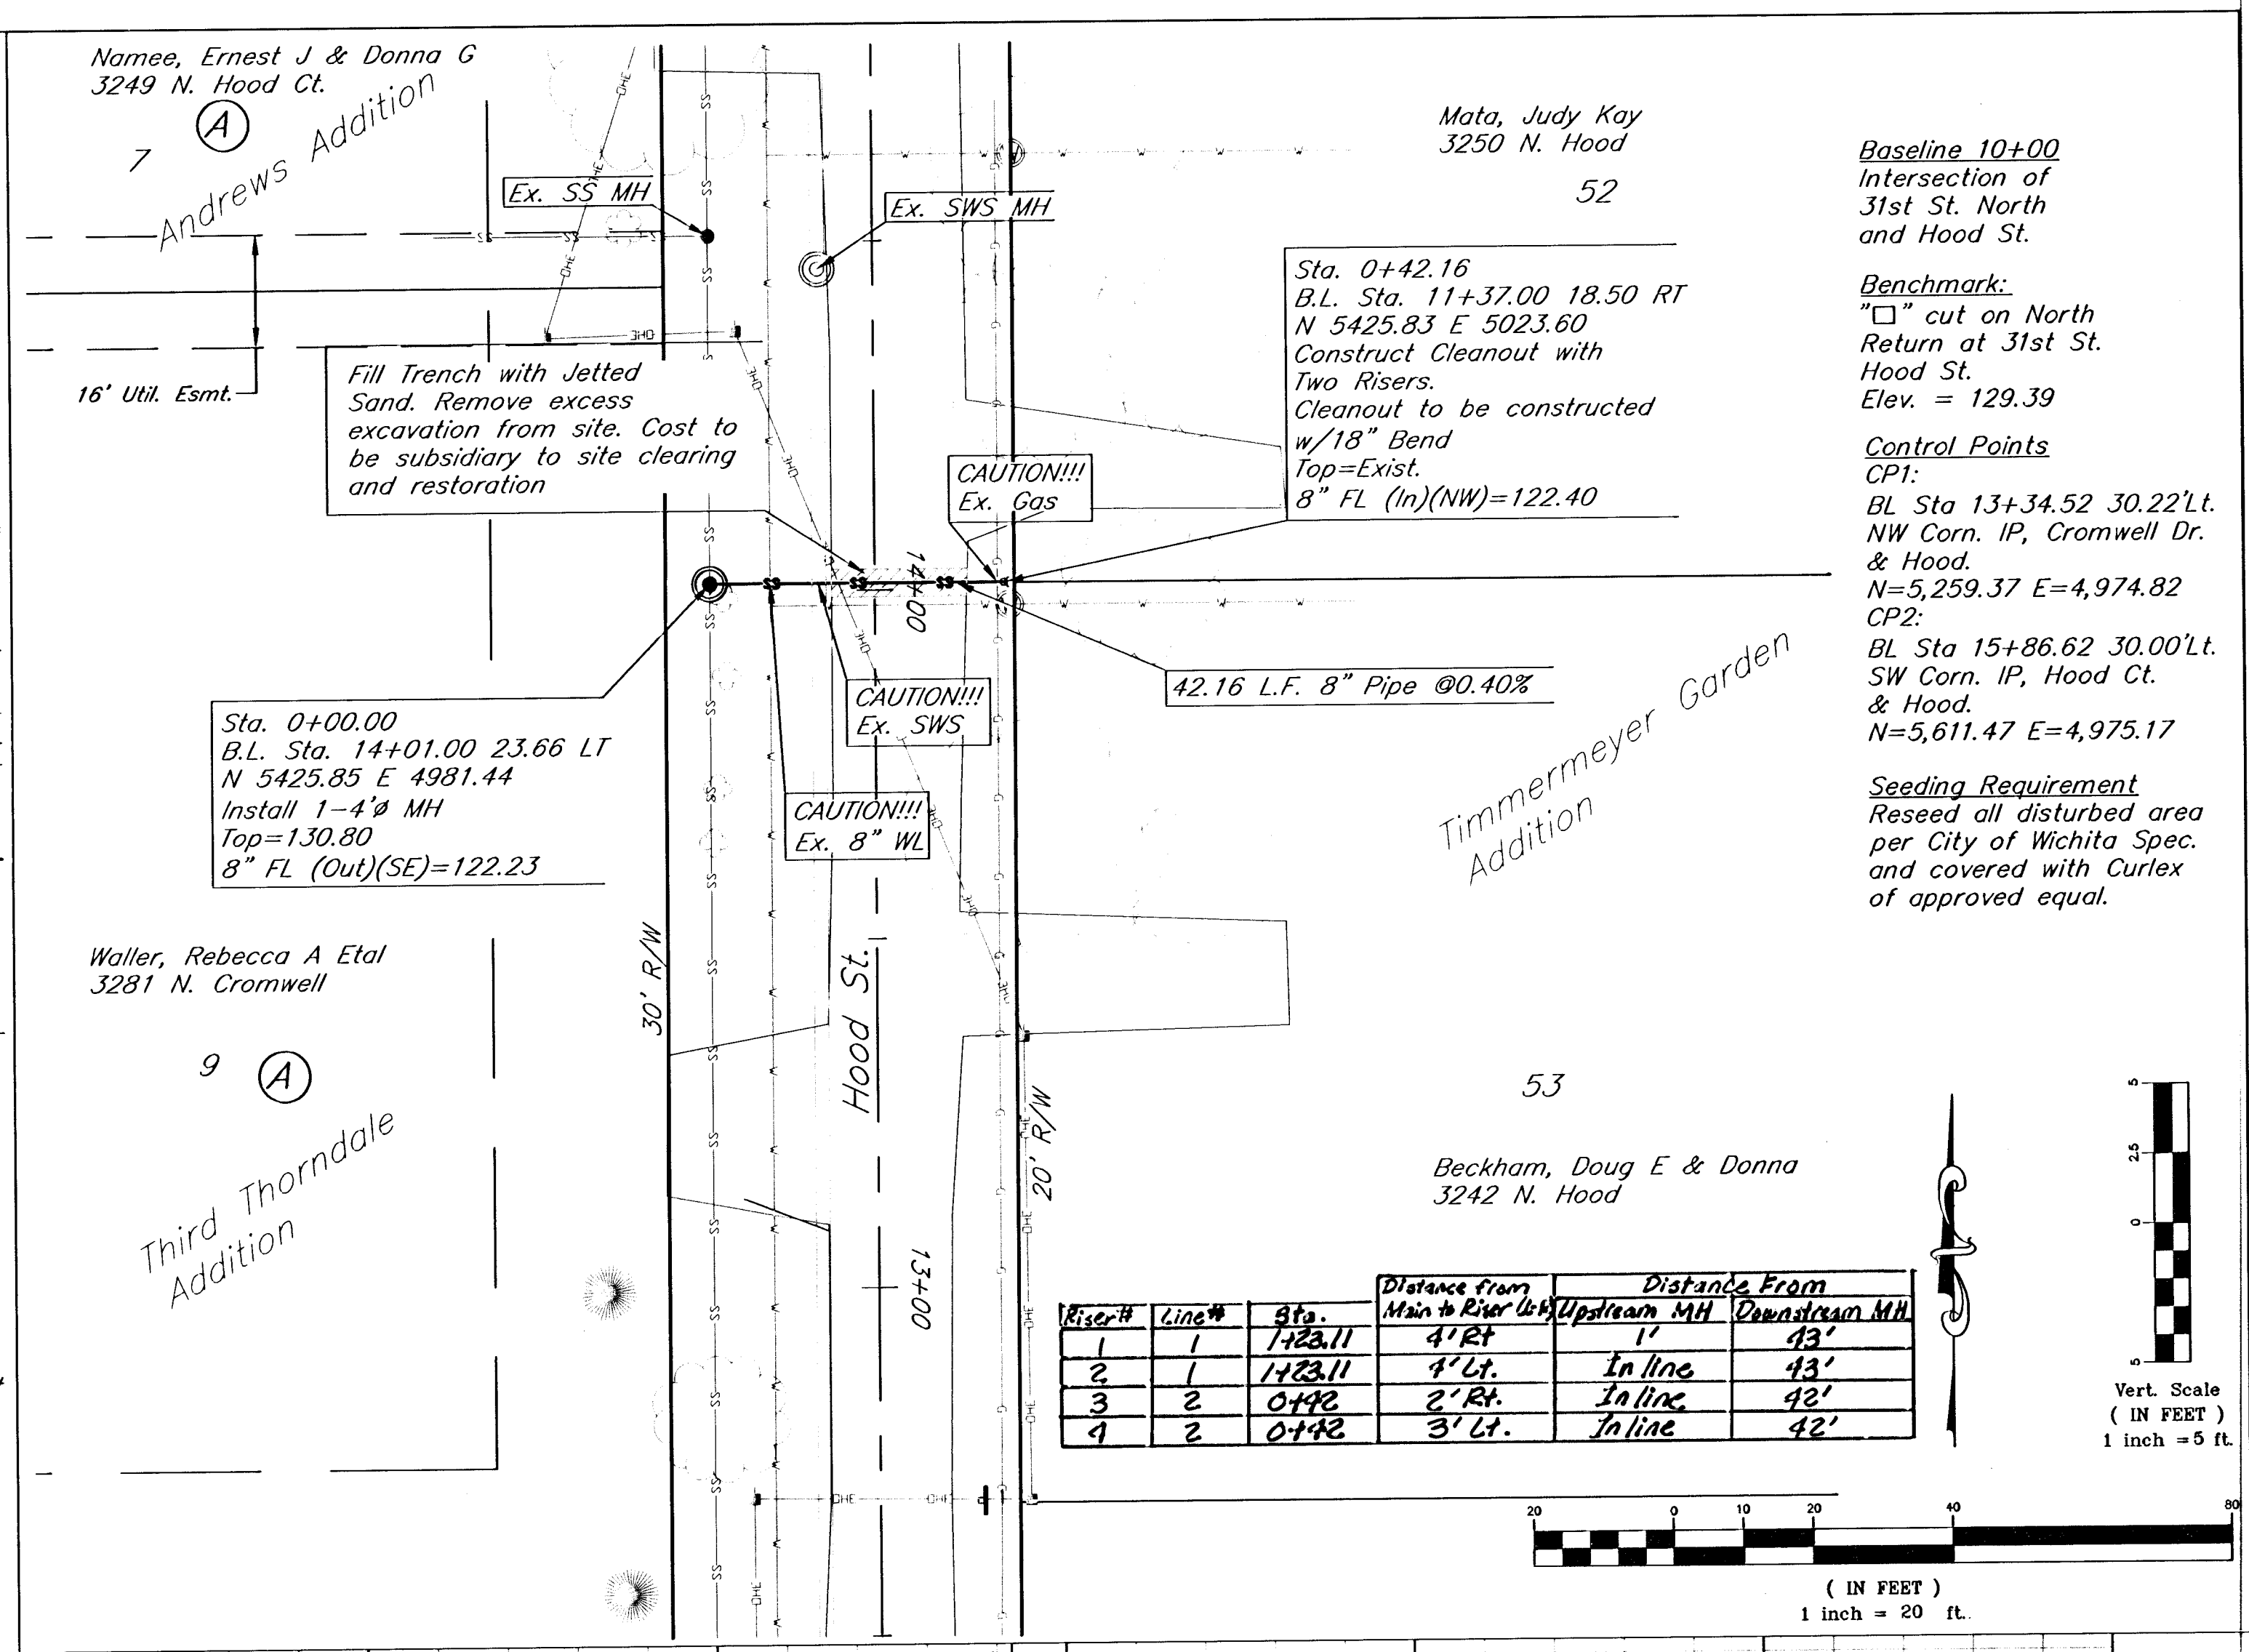 Namee, Ernest J & Donna G
3249 N. Hood Ct.
A
7
Andrews Addition
Ex. SS MH
Ex. SWS MH
Mata, Judy Kay
3250 N. Hood
52
16' Util. Esmt.
Fill Trench with Jetted
Sand. Remove excess
excavation from site. Cost to
be subsidiary to site clearing
and restoration
CAUTION!!!
Ex. Gas
Sta. 0+42.16
B.L. Sta. 11+37.00 18.50 RT
N 5425.83 E 5023.60
Construct Cleanout with
Two Risers.
Cleanout to be constructed
w/18" Bend
Top=Exist.
8" FL (In)(NW)=122.40
Baseline 10+00
Intersection of
31st St. North
and Hood St.
Benchmark:
"□" cut on North
Return at 31st St.
Hood St.
Elev. = 129.39
Control Points
CP1:
BL Sta 13+34.52 30.22'Lt.
NW Corn. IP, Cromwell Dr.
& Hood.
N=5,259.37 E=4,974.82
CP2:
BL Sta 15+86.62 30.00'Lt.
SW Corn. IP, Hood Ct.
& Hood.
N=5,611.47 E=4,975.17
Seeding Requirement
Reseed all disturbed area
per City of Wichita Spec.
and covered with Curlex
of approved equal.
14+00
42.16 L.F. 8" Pipe @0.40%
CAUTION!!!
Ex. SWS
CAUTION!!!
Ex. 8" WL
Sta. 0+00.00
B.L. Sta. 14+01.00 23.66 LT
N 5425.85 E 4981.44
Install 1-4'ø MH
Top=130.80
8" FL (Out)(SE)=122.23
Timmermeyer Garden
Addition
Waller, Rebecca A Etal
3281 N. Cromwell
9
A
Third Thorndale
Addition
30' R/W
Hood St.
20' R/W
13+00
53
Beckham, Doug E & Donna
3242 N. Hood
Distance from Distance From
Riser# Line# Sta. Main to Riser Upstream MH Downstream MH
1 1 1+23.11 4' Rt 1' 43'
2 1 1+23.11 4' Lt. In line 43'
3 2 0+42 2' Rt. In line 42'
4 2 0+42 3' Lt. In line 42'
5
2.5
0
5
Vert. Scale
( IN FEET )
1 inch = 5 ft.
20 0 10 20 40 80
( IN FEET )
1 inch = 20 ft.